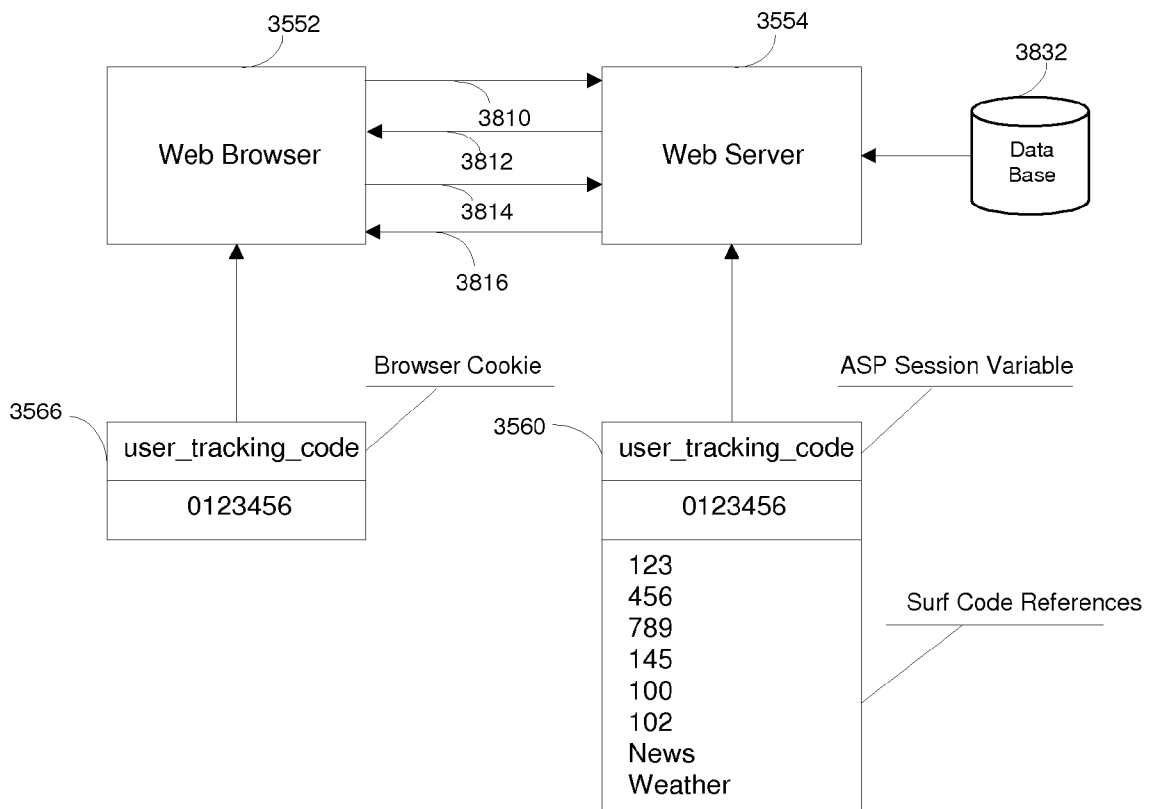 3552
3554
3832
3810
Web Browser
3812
Web Server
Data
Base
3814
3816
Browser Cookie
ASP Session Variable
3566
3560
user_tracking_code
user_tracking_code
0123456
0123456
123
456
789
145
100
102
News
Weather
Surf Code References